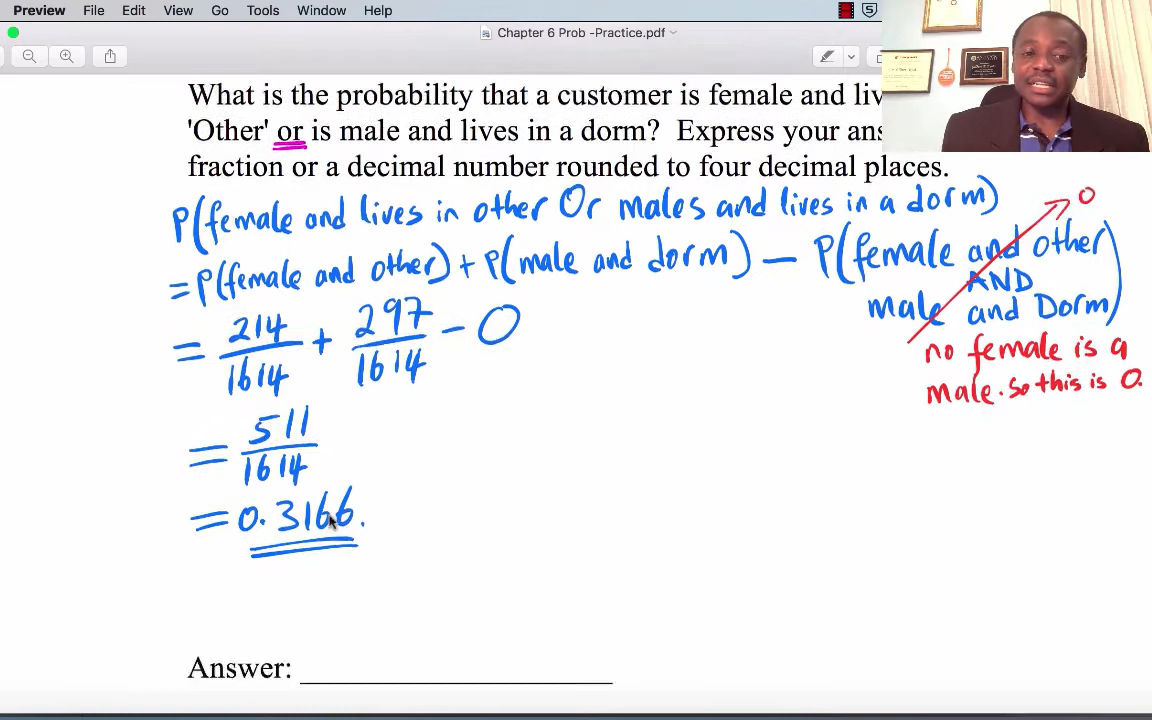 Preview File Edit View Go Tools Window Help
Chapter 6 Prob -Practice.pdf
What is the probability that a customer is female and liv
'Other' or is male and lives in a dorm? Express your ans
fraction or a decimal number rounded to four decimal places.
P(female and lives in other Or males and lives in a dorm)
= P(female and other) + P(male and dorm) — P(female and other
AND
male and Dorm)
0
= 214/1614 + 297/1614 - 0
no female is a
male. so this is 0.
= 511/1614
= 0.3166.
Answer: ____________________